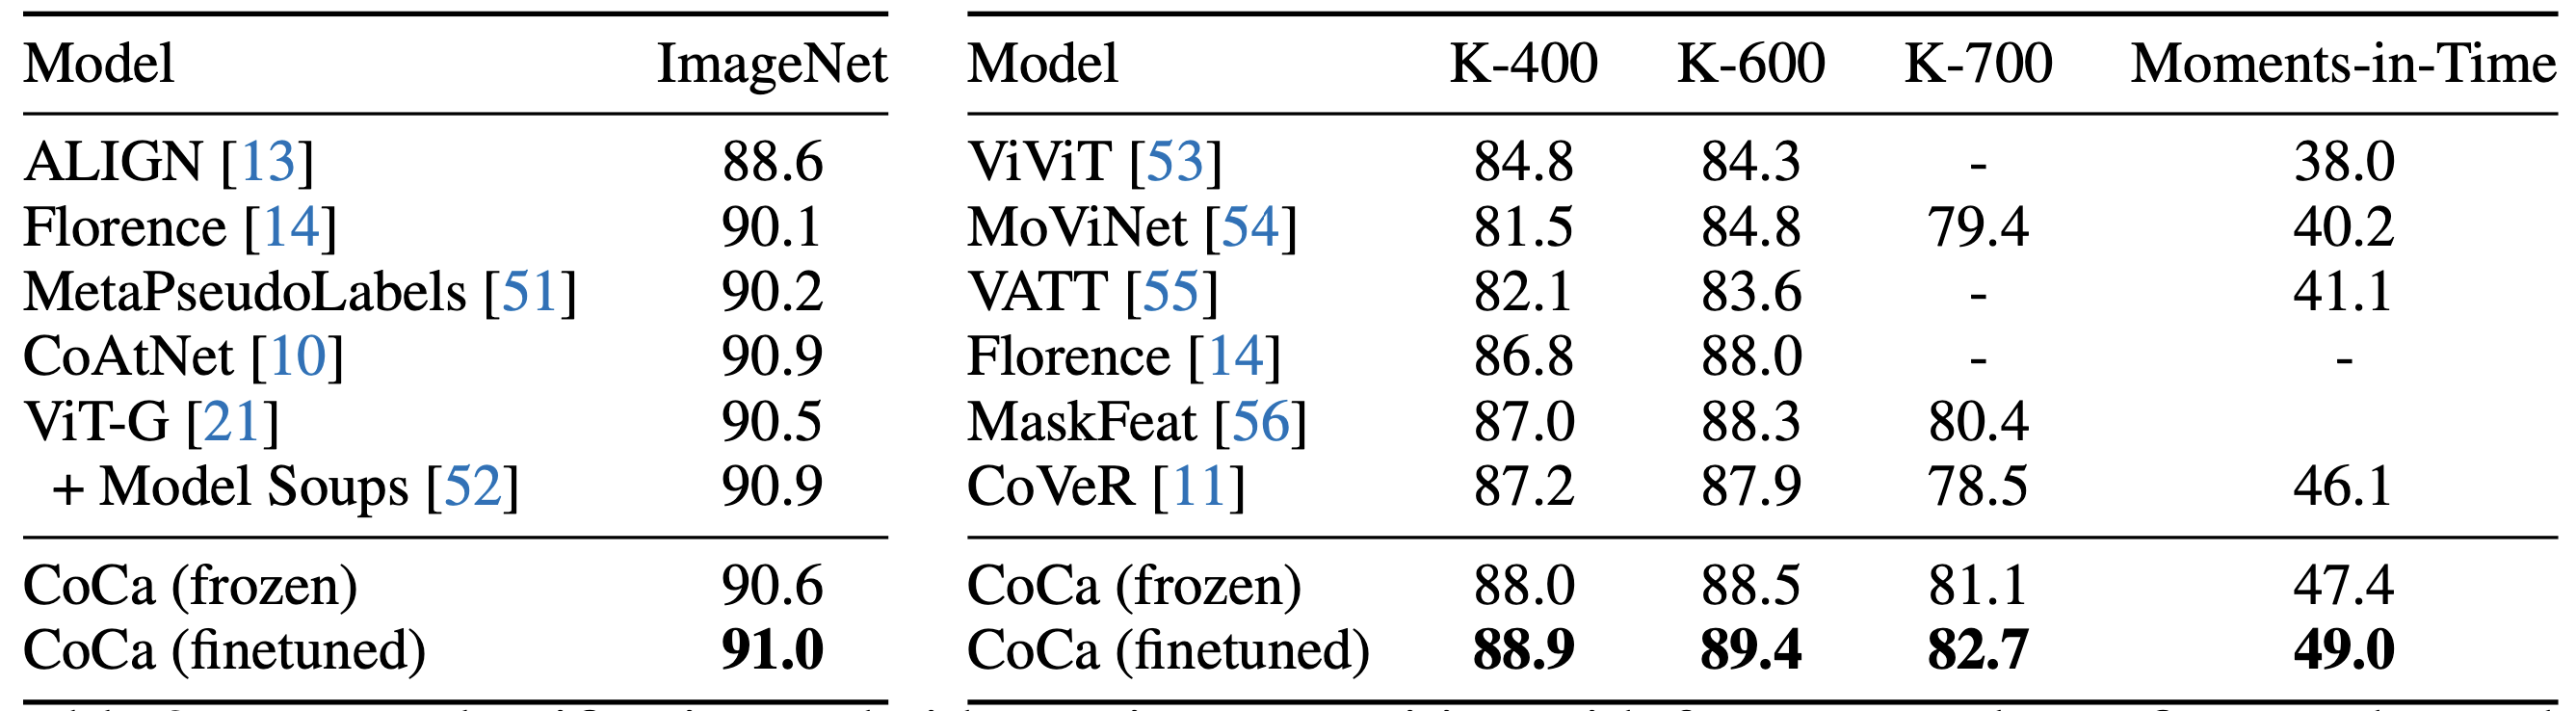 Model ImageNet
ALIGN [13] 88.6
Florence [14] 90.1
MetaPseudoLabels [51] 90.2
CoAtNet [10] 90.9
ViT-G [21] 90.5
+ Model Soups [52] 90.9
CoCa (frozen) 90.6
CoCa (finetuned) 91.0
Model K-400 K-600 K-700 Moments-in-Time
ViViT [53] 84.8 84.3 - 38.0
MoViNet [54] 81.5 84.8 79.4 40.2
VATT [55] 82.1 83.6 - 41.1
Florence [14] 86.8 88.0 - -
MaskFeat [56] 87.0 88.3 80.4
CoVeR [11] 87.2 87.9 78.5 46.1
CoCa (frozen) 88.0 88.5 81.1 47.4
CoCa (finetuned) 88.9 89.4 82.7 49.0